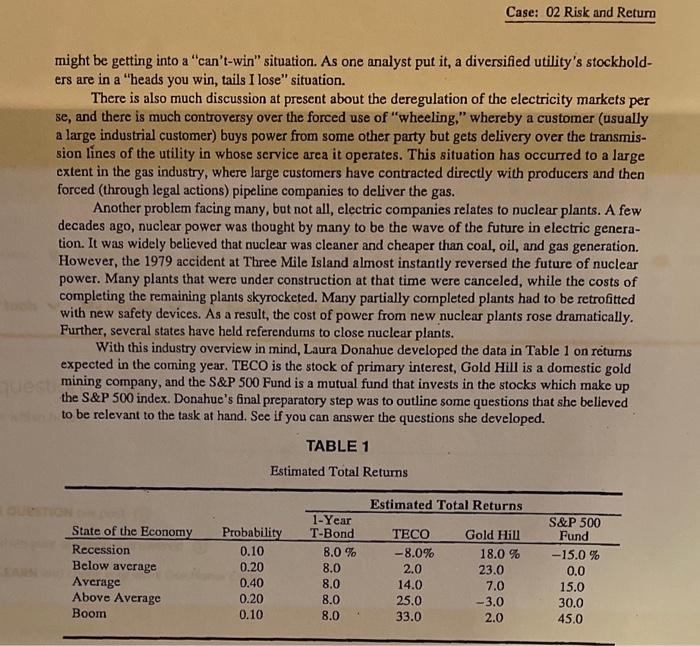 Case: 02 Risk and Return
might be getting into a "can't-win" situation. As one analyst put it, a diversified utility's stockhold-
ers are in a "heads you win, tails I lose" situation.
There is also much discussion at present about the deregulation of the electricity markets per
se, and there is much controversy over the forced use of "wheeling," whereby a customer (usually
a large industrial customer) buys power from some other party but gets delivery over the transmis-
sion lines of the utility in whose service area it operates. This situation has occurred to a large
extent in the gas industry, where large customers have contracted directly with producers and then
forced (through legal actions) pipeline companies to deliver the gas.
Another problem facing many, but not all, electric companies relates to nuclear plants. A few
decades ago, nuclear power was thought by many to be the wave of the future in electric genera-
tion. It was widely believed that nuclear was cleaner and cheaper than coal, oil, and gas generation.
However, the 1979 accident at Three Mile Island almost instantly reversed the future of nuclear
power. Many plants that were under construction at that time were canceled, while the costs of
completing the remaining plants skyrocketed. Many partially completed plants had to be retrofitted
with new safety devices. As a result, the cost of power from new nuclear plants rose dramatically.
Further, several states have held referendums to close nuclear plants.
With this industry overview in mind, Laura Donahue developed the data in Table 1 on returns
expected in the coming year. TECO is the stock of primary interest, Gold Hill is a domestic gold
mining company, and the S&P 500 Fund is a mutual fund that invests in the stocks which make up
the S&P 500 index. Donahue's final preparatory step was to outline some questions that she believed
to be relevant to the task at hand. See if you can answer the questions she developed.
TABLE 1
Estimated Total Returns
Estimated Total Returns
State of the Economy Probability 1-Year T-Bond TECO Gold Hill S&P 500 Fund
Recession 0.10 8.0 % -8.0% 18.0 % -15.0 %
Below average 0.20 8.0 2.0 23.0 0.0
Average 0.40 8.0 14.0 7.0 15.0
Above Average 0.20 8.0 25.0 -3.0 30.0
Boom 0.10 8.0 33.0 2.0 45.0